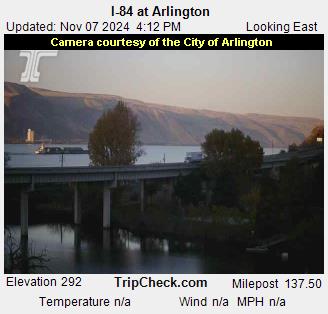 I-84 at Arlington
Updated: Nov 07 2024 4:12 PM Looking East
Camera courtesy of the City of Arlington
Elevation 292 TripCheck.com Milepost 137.50
Temperature n/a Wind n/a MPH n/a